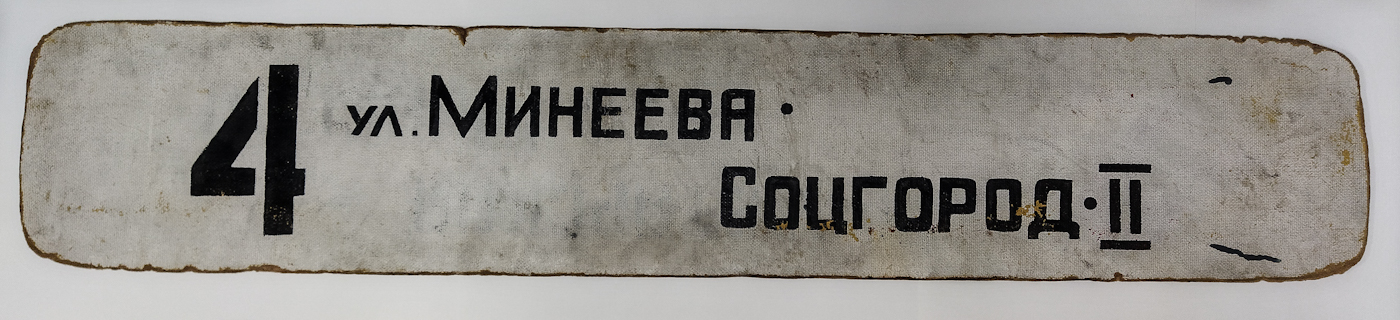 4 ул. Минеева •
Соцгород • II